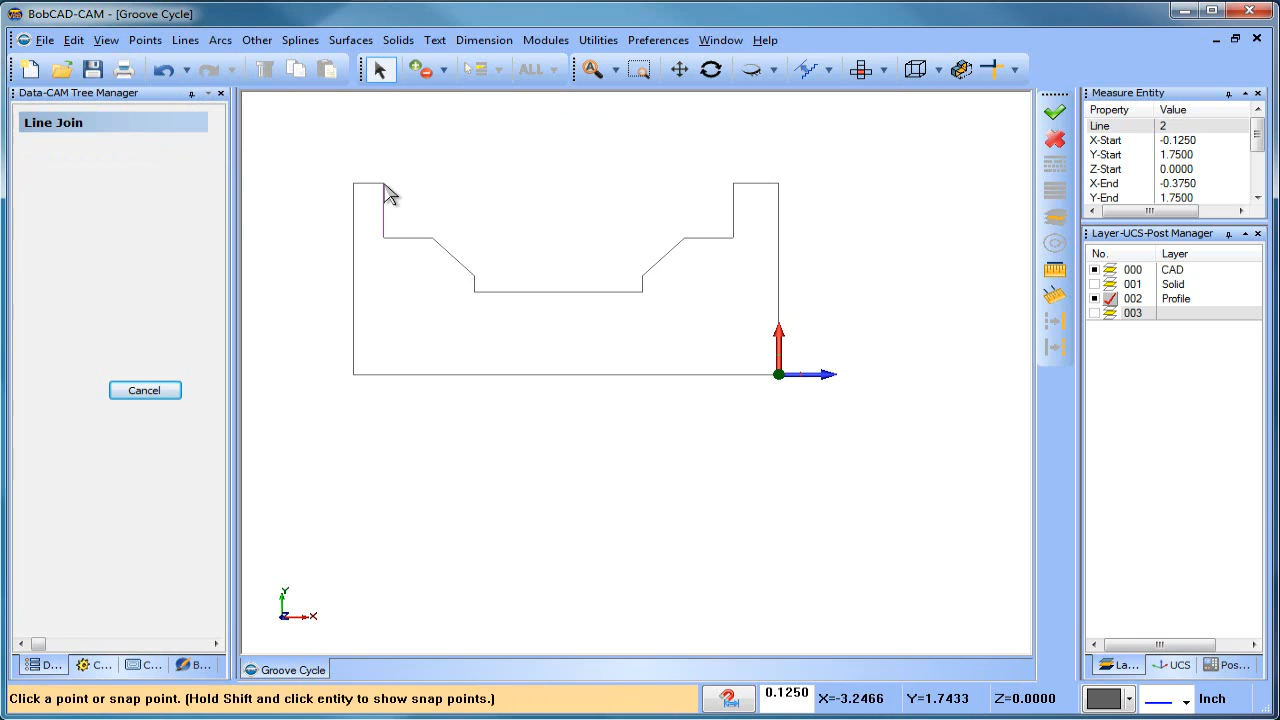 BobCAD-CAM - [Groove Cycle]
File Edit View Points Lines Arcs Other Splines Surfaces Solids Text Dimension Modules Utilities Preferences Window Help
ALL
Data-CAM Tree Manager
Line Join
Cancel
D... C... C... B...
Y
Z X
Groove Cycle
Measure Entity
Property Value
Line 2
X-Start -0.1250
Y-Start 1.7500
Z-Start 0.0000
X-End -0.3750
Y-End 1.7500
Layer-UCS-Post Manager
No. Layer
000 CAD
001 Solid
002 Profile
003
La... UCS Pos...
Click a point or snap point. (Hold Shift and click entity to show snap points.)
0.1250 X=-3.2466 Y=1.7433 Z=0.0000 Inch